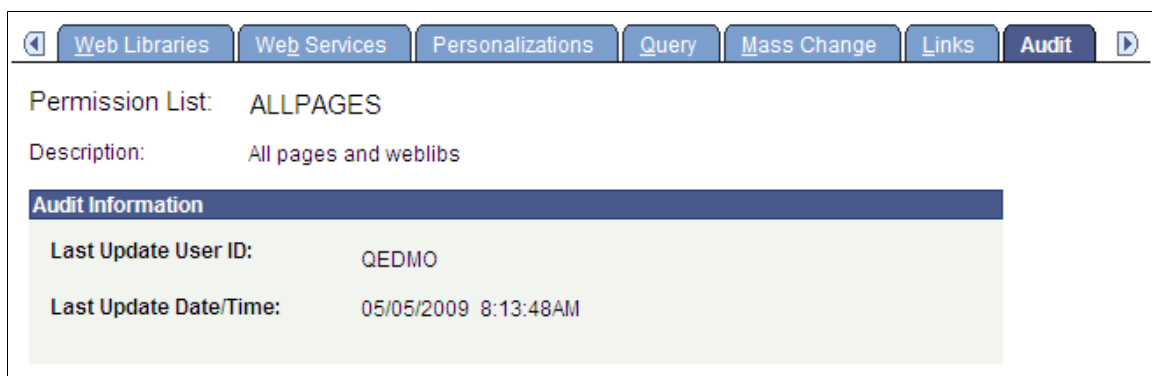 Web Libraries Web Services Personalizations Query Mass Change Links Audit
Permission List: ALLPAGES
Description: All pages and weblibs
Audit Information
Last Update User ID: QEDMO
Last Update Date/Time: 05/05/2009 8:13:48AM